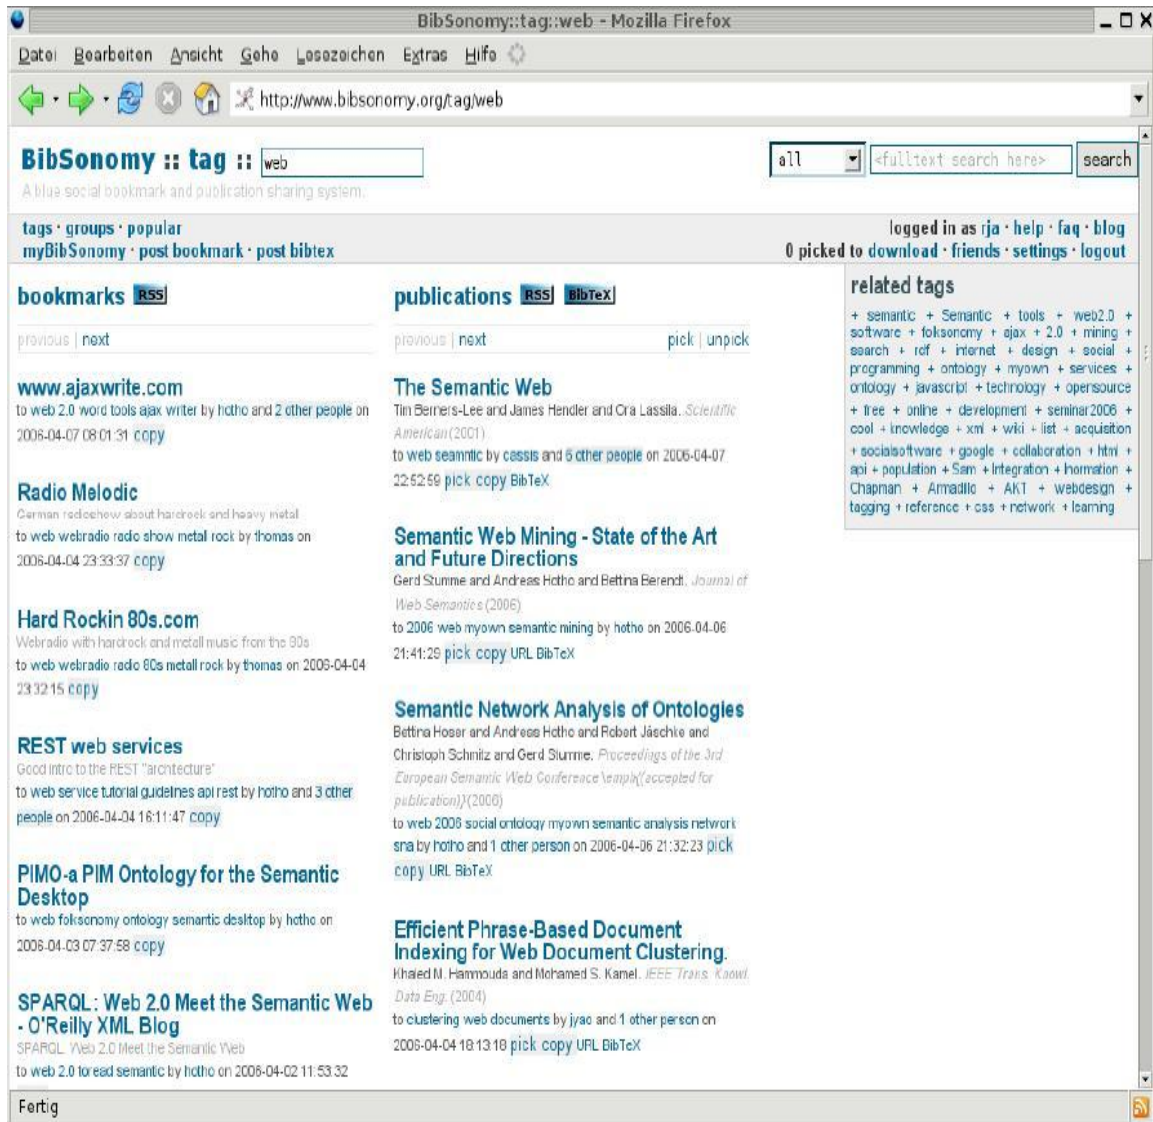 BibSonomy::tag::web - Mozilla Firefox
Datei Bearbeiten Ansicht Gehe Lesezeichen Extras Hilfe
http://www.bibsonomy.org/tag/web
BibSonomy :: tag :: web
all <fulltext search here> search
A blue social bookmark and publication sharing system.
tags · groups · popular
logged in as rja · help · faq · blog
myBibSonomy · post bookmark · post bibtex
0 picked to download · friends · settings · logout
bookmarks RSS
previous | next
www.ajaxwrite.com
to web 2.0 word tools ajax writer by hotho and 2 other people on
2006-04-07 08:01:31 copy
Radio Melodic
German radioshow about hardrock and heavy metal
to web webradio radio show metal rock by thomas on
2006-04-04 23:33:37 copy
Hard Rockin 80s.com
Webradio with hardrock and metall music from the 80s
to web webradio radio 80s metall rock by thomas on 2006-04-04
23:32:15 copy
REST web services
Good intro to the REST "architecture"
to web service tutorial guidelines api rest by hotho and 3 other
people on 2006-04-04 16:11:47 copy
PIMO-a PIM Ontology for the Semantic
Desktop
to web folksonomy ontology semantic desktop by hotho on
2006-04-03 07:37:58 copy
SPARQL: Web 2.0 Meet the Semantic Web
- O'Reilly XML Blog
SPARQL: Web 2.0 Meet the Semantic Web
to web 2.0 toread semantic by hotho on 2006-04-02 11:53:32
publications RSS BibTeX
previous | next pick | unpick
The Semantic Web
Tim Berners-Lee and James Hendler and Ora Lassila. Scientific
American (2001)
to web seamntic by cassis and 6 other people on 2006-04-07
22:52:59 pick copy BibTeX
Semantic Web Mining - State of the Art
and Future Directions
Gerd Stumme and Andreas Hotho and Bettina Berendt. Journal of
Web Semantics (2006)
to 2006 web myown semantic mining by hotho on 2006-04-06
21:41:29 pick copy URL BibTeX
Semantic Network Analysis of Ontologies
Bettina Hoser and Andreas Hotho and Robert Jäschke and
Christoph Schmitz and Gerd Stumme. Proceedings of the 3rd
European Semantic Web Conference \emph{(accepted for
publication)} (2006)
to web 2006 social ontology myown semantic analysis network
sna by hotho and 1 other person on 2006-04-06 21:32:23 pick
copy URL BibTeX
Efficient Phrase-Based Document
Indexing for Web Document Clustering.
Khaled M. Hammouda and Mohamed S. Kamel. IEEE Trans. Knowl.
Data Eng. (2004)
to clustering web documents by jyao and 1 other person on
2006-04-04 18:13:18 pick copy URL BibTeX
related tags
+ semantic + Semantic + tools + web2.0 +
software + folksonomy + ajax + 2.0 + mining +
search + rdf + internet + design + social +
programming + ontology + myown + services +
ontology + javascript + technology + opensource
+ free + online + development + seminar2006 +
cool + knowledge + xml + wiki + list + acquisition
+ socialsoftware + google + collaboration + html +
api + population + Sam + Integration + hormation +
Chapman + Armadillo + AKT + webdesign +
tagging + reference + css + network + learning
Fertig